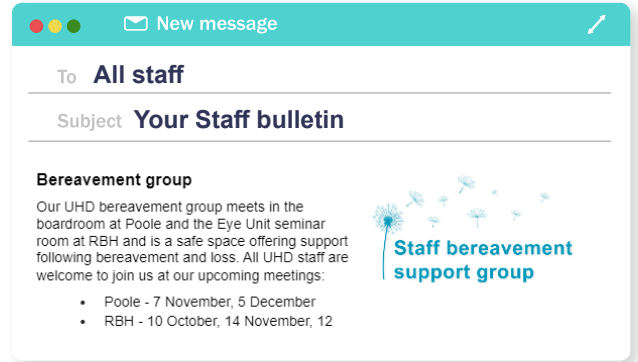 New message
To All staff
Subject Your Staff bulletin
Bereavement group
Our UHD bereavement group meets in the
boardroom at Poole and the Eye Unit seminar
room at RBH and is a safe space offering support
following bereavement and loss. All UHD staff are
welcome to join us at our upcoming meetings:
• Poole - 7 November, 5 December
• RBH - 10 October, 14 November, 12
Staff bereavement
support group